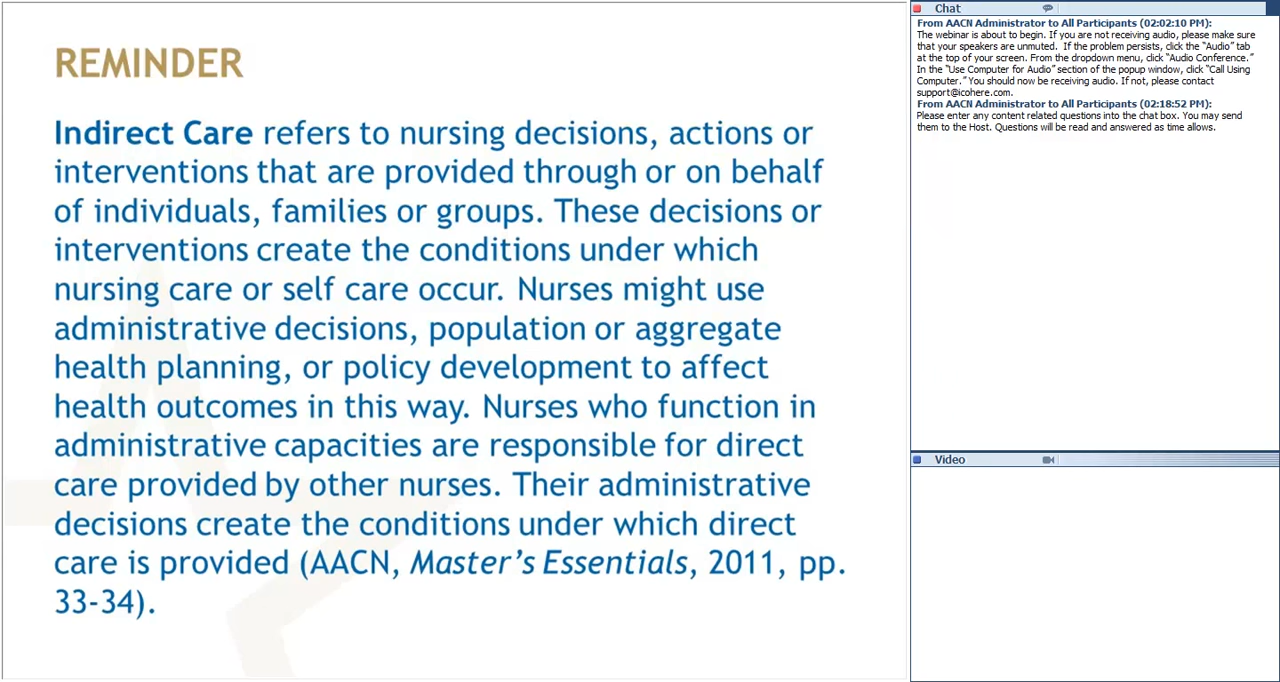 REMINDER
Indirect Care refers to nursing decisions, actions or
interventions that are provided through or on behalf
of individuals, families or groups. These decisions or
interventions create the conditions under which
nursing care or self care occur. Nurses might use
administrative decisions, population or aggregate
health planning, or policy development to affect
health outcomes in this way. Nurses who function in
administrative capacities are responsible for direct
care provided by other nurses. Their administrative
decisions create the conditions under which direct
care is provided (AACN, Master’s Essentials, 2011, pp.
33-34).
Chat
From AACN Administrator to All Participants (02:02:10 PM):
The webinar is about to begin. If you are not receiving audio, please make sure
that your speakers are unmuted.  If the problem persists, click the “Audio” tab
at the top of your screen. From the dropdown menu, click “Audio Conference.”
In the “Use Computer for Audio” section of the popup window, click “Call Using
Computer.” You should now be receiving audio. If not, please contact
support@icohere.com.
From AACN Administrator to All Participants (02:18:52 PM):
Please enter any content related questions into the chat box. You may send
them to the Host. Questions will be read and answered as time allows.
Video